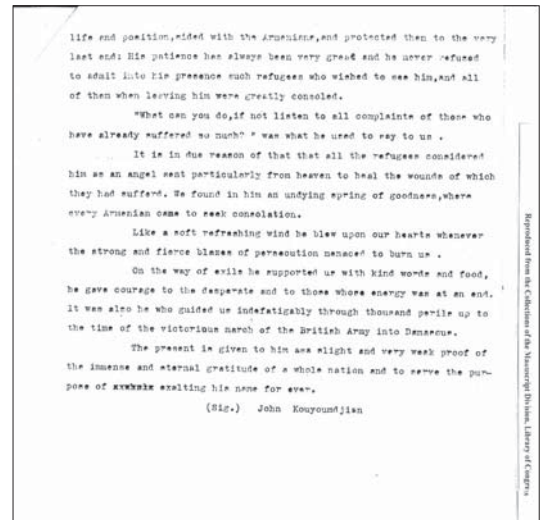 life and position,sided with the Armenians,and protected them to the very
last end: His patience has always been very great and he never refused
to admit into his presence such refugees who wished to see him,and all
of them when leaving him were greatly consoled.
"What can you do,if not listen to all complaints of those who
have already suffered so much? " was what he used to say to us .
It is in due reason of that that all the refugees considered
him as an angel sent particularly from heaven to heal the wounds of which
they had sufferd. We found in him an undying spring of goodness,where
every Armenian came to seek consolation.
Like a soft refreshing wind he blew upon our hearts whenever
the strong and fierce blazes of persecution menaced to burn us .
On the way of exile he supported us with kind words and food,
he gave courage to the desperate and to those whose energy was at an end.
It was also he who guided us indefatigably through thousand perils up to
the time of the victorious march of the British Army into Damascus.
The present is given to him asa slight and very weak proof of
the immense and eternal gratitude of a whole nation and to serve the pur-
pose of exalting his name for ever.
(Sig.) John Kouyoumdjian
Reproduced from the Collections of the Manuscript Division, Library of Congress